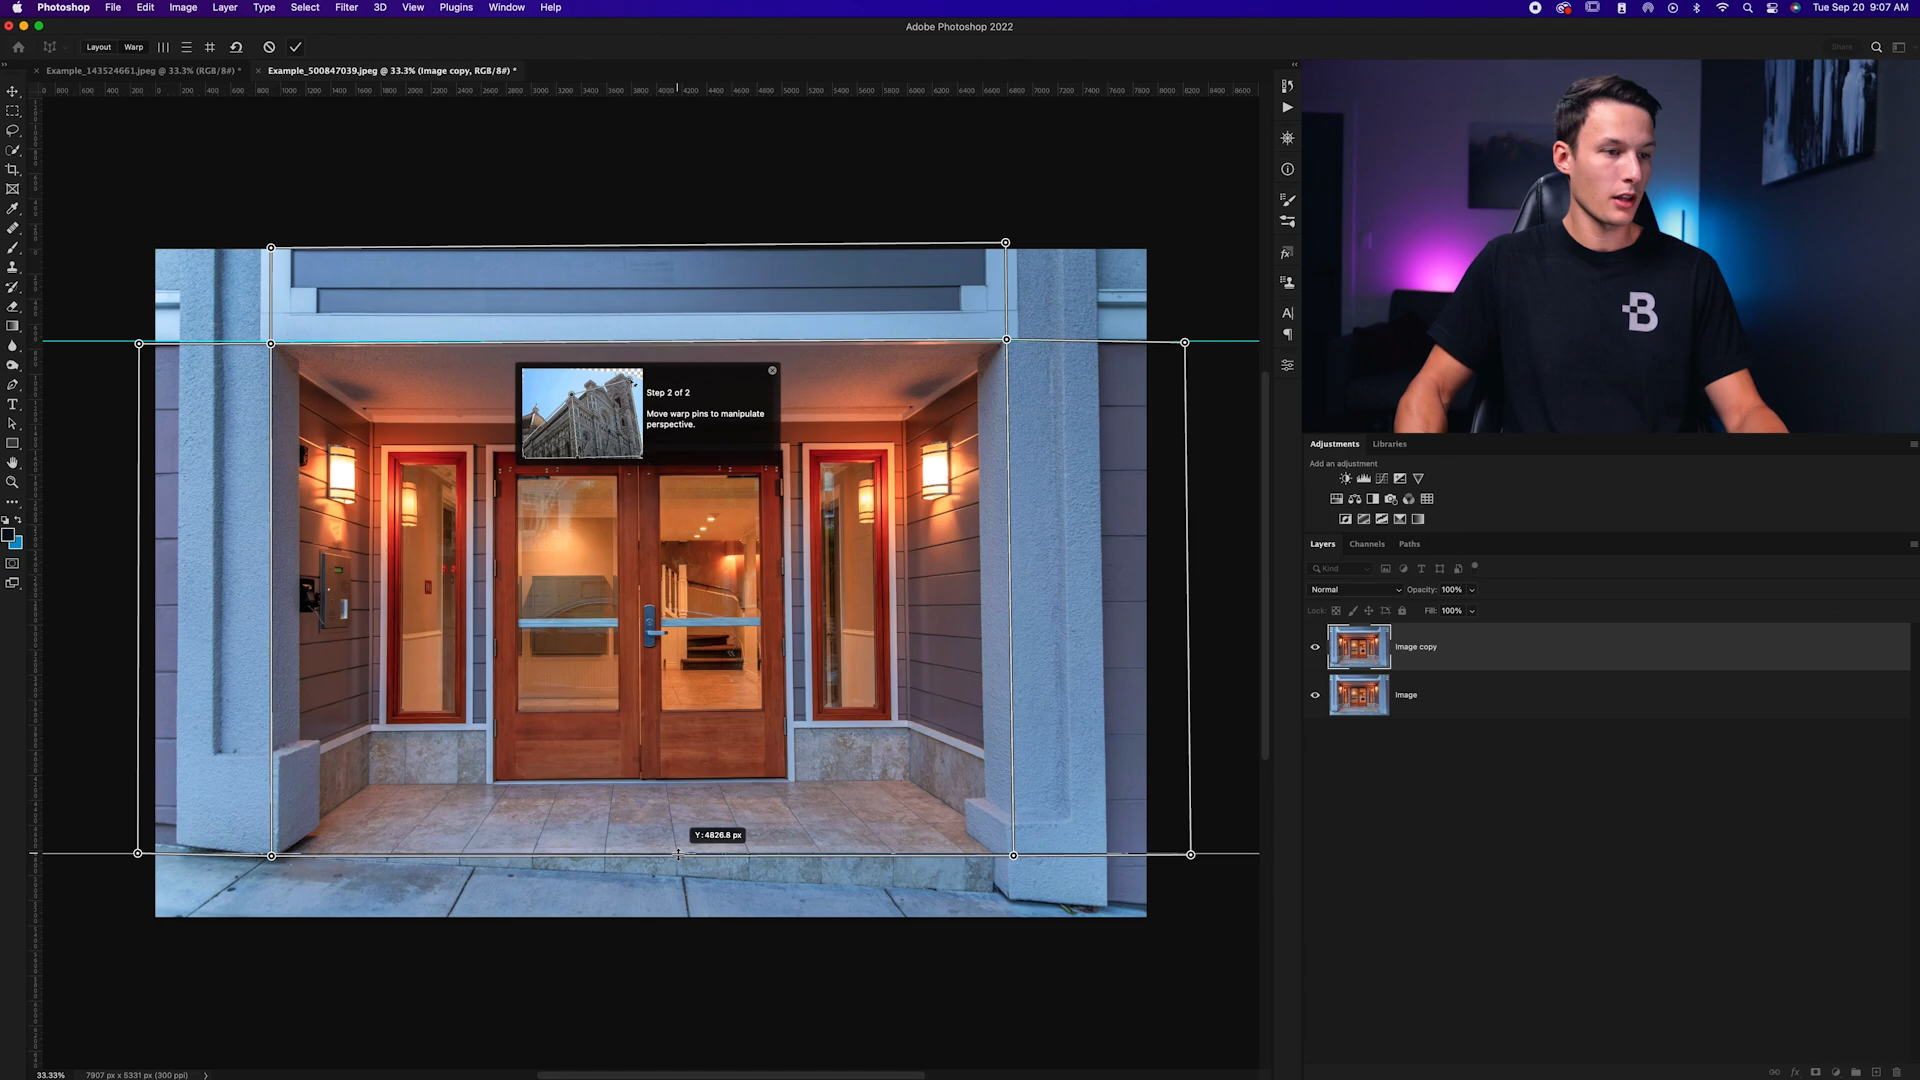 Photoshop File Edit Image Layer Type Select Filter 3D View Plugins Window Help
Tue Sep 20 9:07 AM
Adobe Photoshop 2022
Layout Warp
Share
Example_143524661.jpeg @ 33.3% (RGB/8#) *
Example_500847039.jpeg @ 33.3% (Image copy, RGB/8#) *
Step 2 of 2
Move warp pins to manipulate
perspective.
Y: 4826.8 px
B
Adjustments Libraries
Add an adjustment
Layers Channels Paths
Kind
Normal Opacity: 100%
Lock: Fill: 100%
Image copy
Image
33.33% 7907 px x 5331 px (300 ppi)